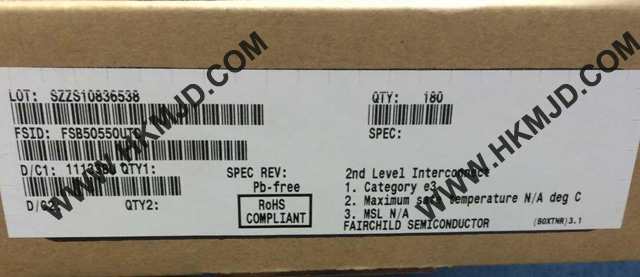 LOT: SZZS10836538
QTY: 180
FSID: FSB50550UTD
SPEC:
D/C1: QTY1:
SPEC REV:
2nd Level Interconnect
Pb-free
1. Category e3
2. Maximum safe temperature N/A deg C
QTY2:
RoHS
COMPLIANT
3. MSL N/A
FAIRCHILD SEMICONDUCTOR
(BOXTNR)3.1
WWW.HKMJD.COM
WWW.HKMJD.COM